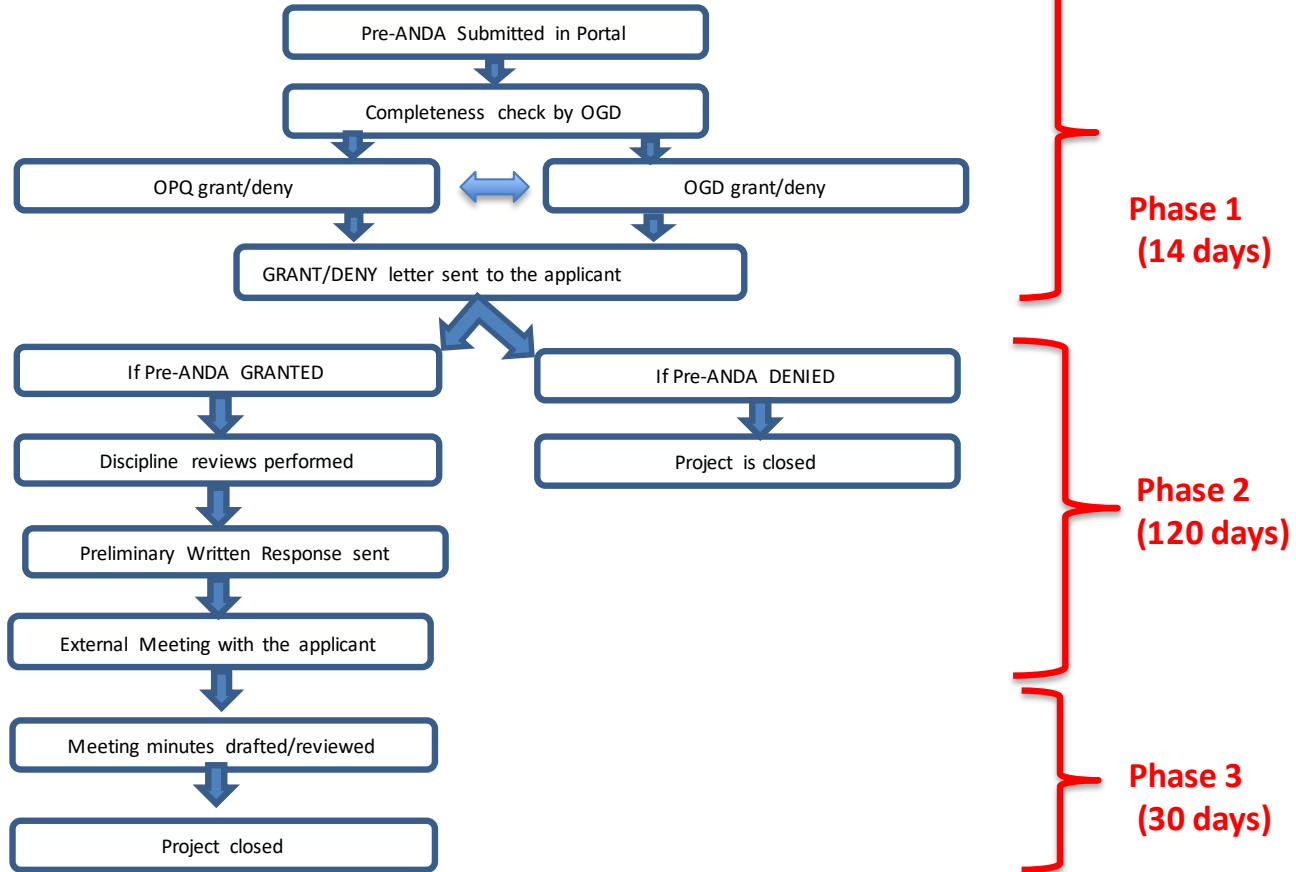 Pre-ANDA Submitted in Portal
Completeness check by OGD
OPQ grant/deny
OGD grant/deny
GRANT/DENY letter sent to the applicant
Phase 1
(14 days)
If Pre-ANDA GRANTED
If Pre-ANDA DENIED
Discipline reviews performed
Project is closed
Preliminary Written Response sent
External Meeting with the applicant
Phase 2
(120 days)
Meeting minutes drafted/reviewed
Project closed
Phase 3
(30 days)